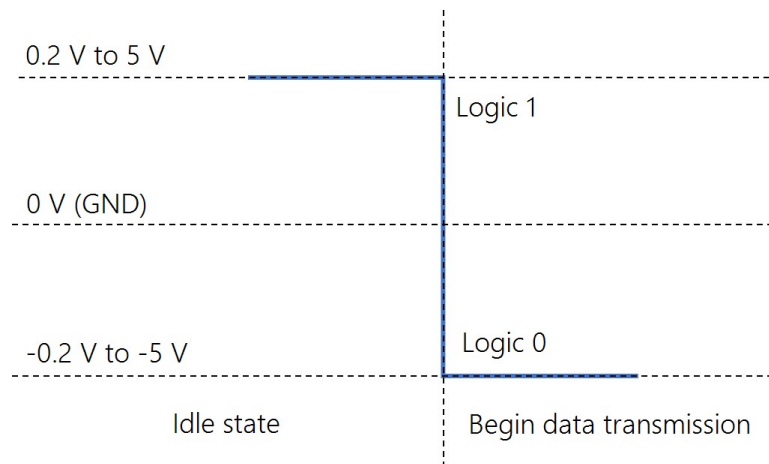 0.2 V to 5 V
Logic 1
0 V (GND)
Logic 0
-0.2 V to -5 V
Idle state
Begin data transmission